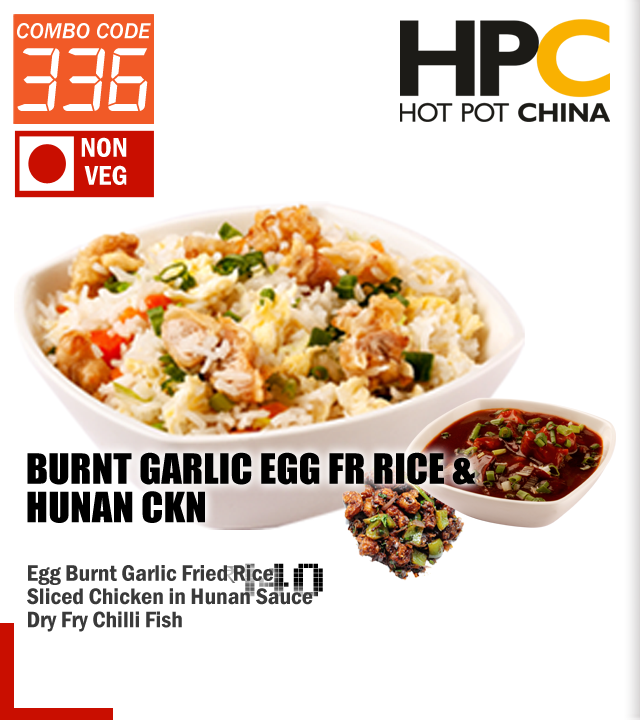 COMBO CODE
336
NON
VEG
HPC
HOT POT CHINA
BURNT GARLIC EGG FR RICE &
HUNAN CKN
Egg Burnt Garlic Fried Rice
Sliced Chicken in Hunan Sauce
Dry Fry Chilli Fish